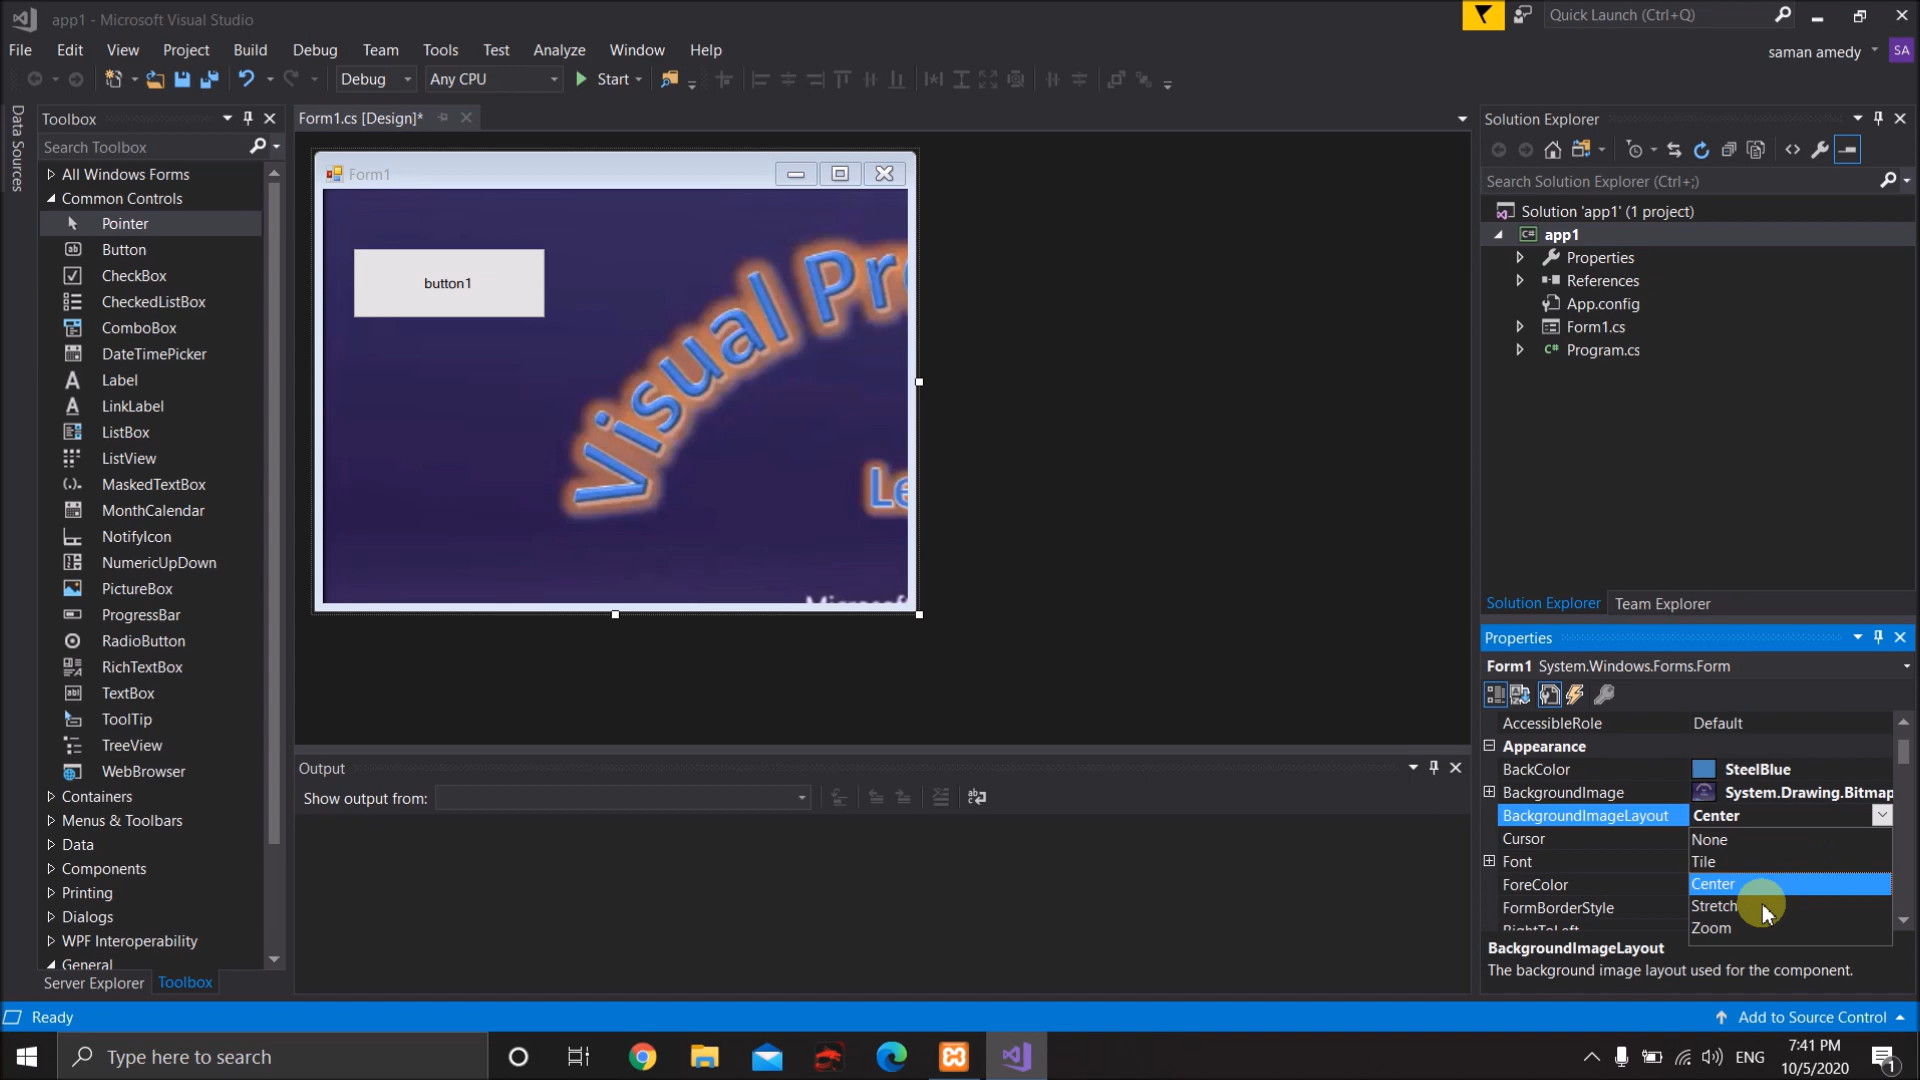 app1 - Microsoft Visual Studio
Quick Launch (Ctrl+Q)
File Edit View Project Build Debug Team Tools Test Analyze Window Help
saman amedy SA
Debug Any CPU Start
Data Sources
Toolbox
Search Toolbox
All Windows Forms
Common Controls
Pointer
Button
CheckBox
CheckedListBox
ComboBox
DateTimePicker
Label
LinkLabel
ListBox
ListView
MaskedTextBox
MonthCalendar
NotifyIcon
NumericUpDown
PictureBox
ProgressBar
RadioButton
RichTextBox
TextBox
ToolTip
TreeView
WebBrowser
Containers
Menus & Toolbars
Data
Components
Printing
Dialogs
WPF Interoperability
General
Server Explorer Toolbox
Form1.cs [Design]*
Form1
button1
Visual Pr
Le
Microsof
Output
Show output from:
Solution Explorer
Search Solution Explorer (Ctrl+;)
Solution 'app1' (1 project)
app1
Properties
References
App.config
Form1.cs
Program.cs
Solution Explorer Team Explorer
Properties
Form1 System.Windows.Forms.Form
AccessibleRole Default
Appearance
BackColor SteelBlue
BackgroundImage System.Drawing.Bitmap
BackgroundImageLayout Center
Cursor None
Font Tile
ForeColor Center
FormBorderStyle Stretch
RightToLeft Zoom
BackgroundImageLayout
The background image layout used for the component.
Ready
Add to Source Control
Type here to search
ENG
7:41 PM
10/5/2020
1